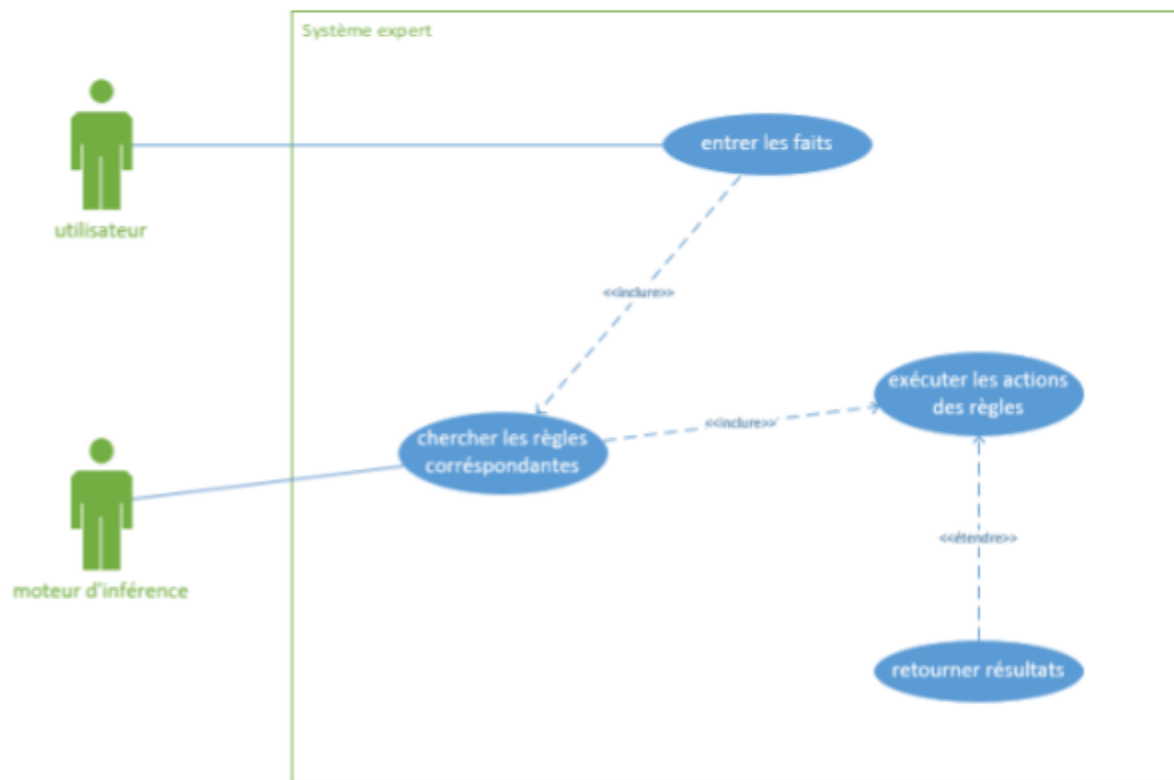 Système expert
entrer les faits
utilisateur
<<inclure>>
exécuter les actions
des règles
<<inclure>>
chercher les règles
corréspondantes
<<étendre>>
moteur d'inférence
retourner résultats